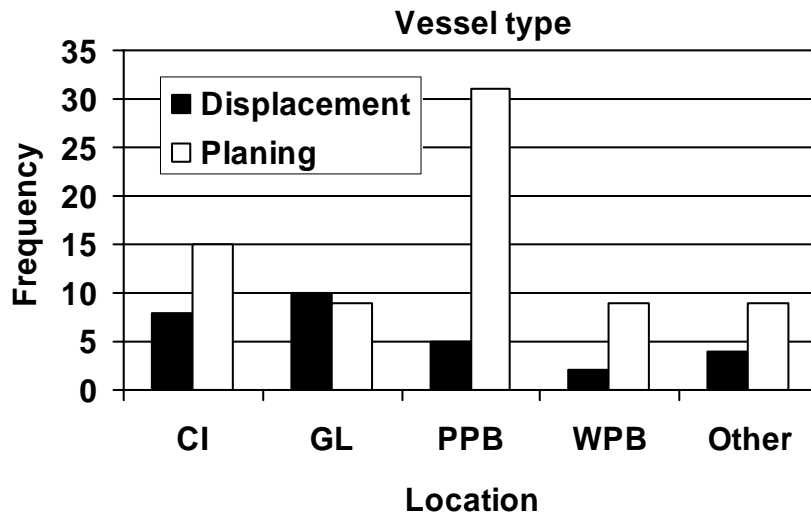 Vessel type
35
30
25
20
15
10
5
0
Frequency
Displacement
Planing
CI GL PPB WPB Other
Location